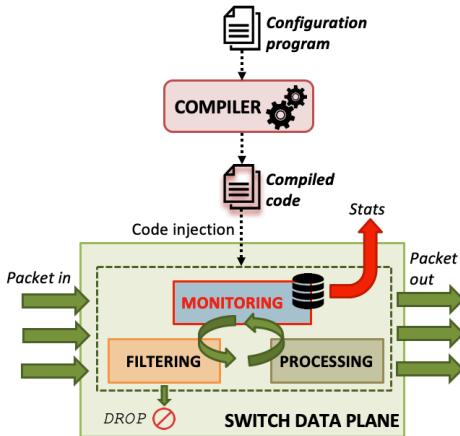 Configuration
program
COMPILER
Compiled
code
Code injection
Stats
Packet in
Packet
out
MONITORING
FILTERING
PROCESSING
DROP
SWITCH DATA PLANE